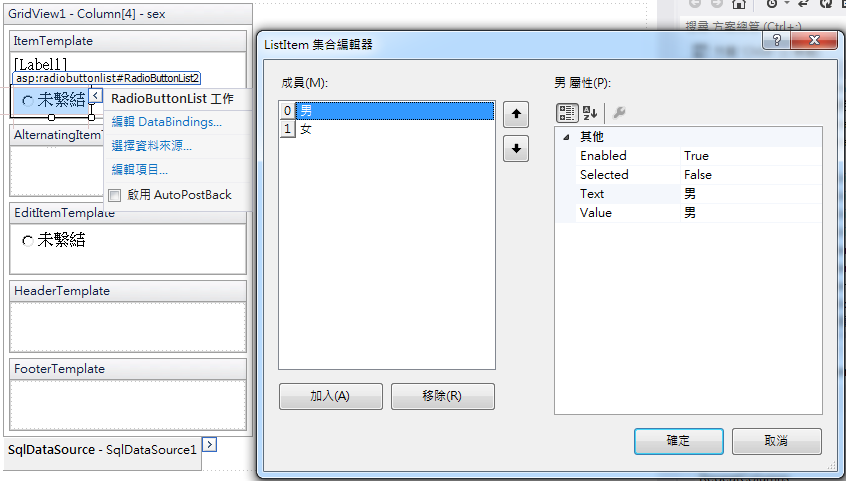 GridView1 - Column[4] - sex
ItemTemplate
[Label1]
asp:radiobuttonlist#RadioButtonList2
未繫結
RadioButtonList 工作
編輯 DataBindings...
選擇資料來源...
編輯項目...
啟用 AutoPostBack
AlternatingItemT
EditItemTemplate
未繫結
HeaderTemplate
FooterTemplate
SqlDataSource - SqlDataSource1
搜尋 方案總管 (Ctrl+;)
ListItem 集合編輯器
成員(M):
0 男
1 女
加入(A)
移除(R)
男 屬性(P):
其他
Enabled True
Selected False
Text 男
Value 男
確定
取消